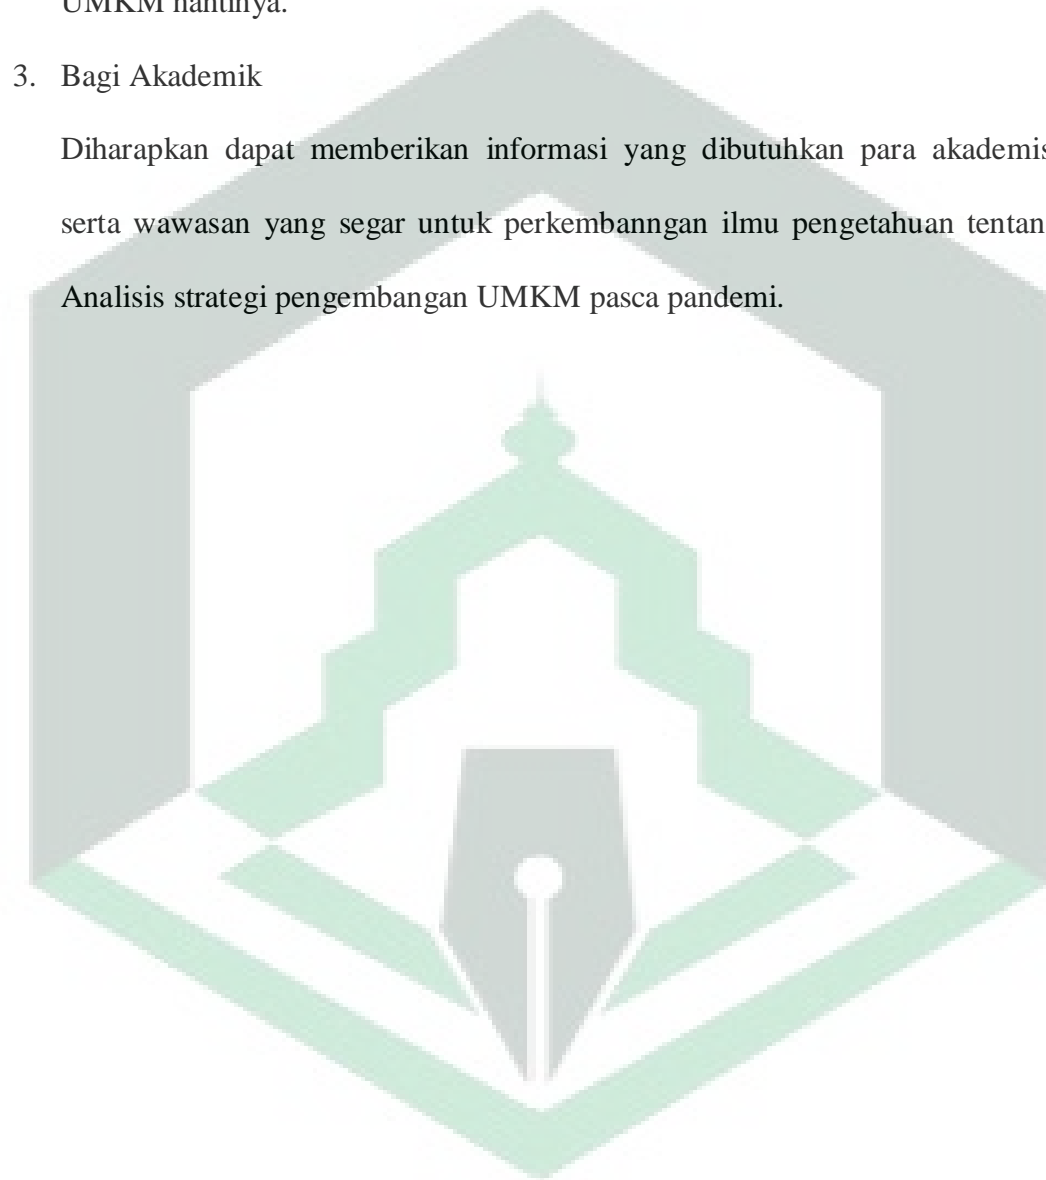 UMKM nantinya.
3. Bagi Akademik
Diharapkan dapat memberikan informasi yang dibutuhkan para akademis
serta wawasan yang segar untuk perkembanngan ilmu pengetahuan tentan
Analisis strategi pengembangan UMKM pasca pandemi.